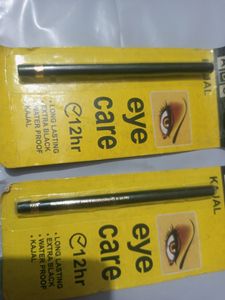 KAJAL
eye
care
12hr
• LONG LASTING
• EXTRA BLACK
• WATER PROOF
• KAJAL
KAJAL
eye
care
12hr
• LONG LASTING
• EXTRA BLACK
• WATER PROOF
• KAJAL